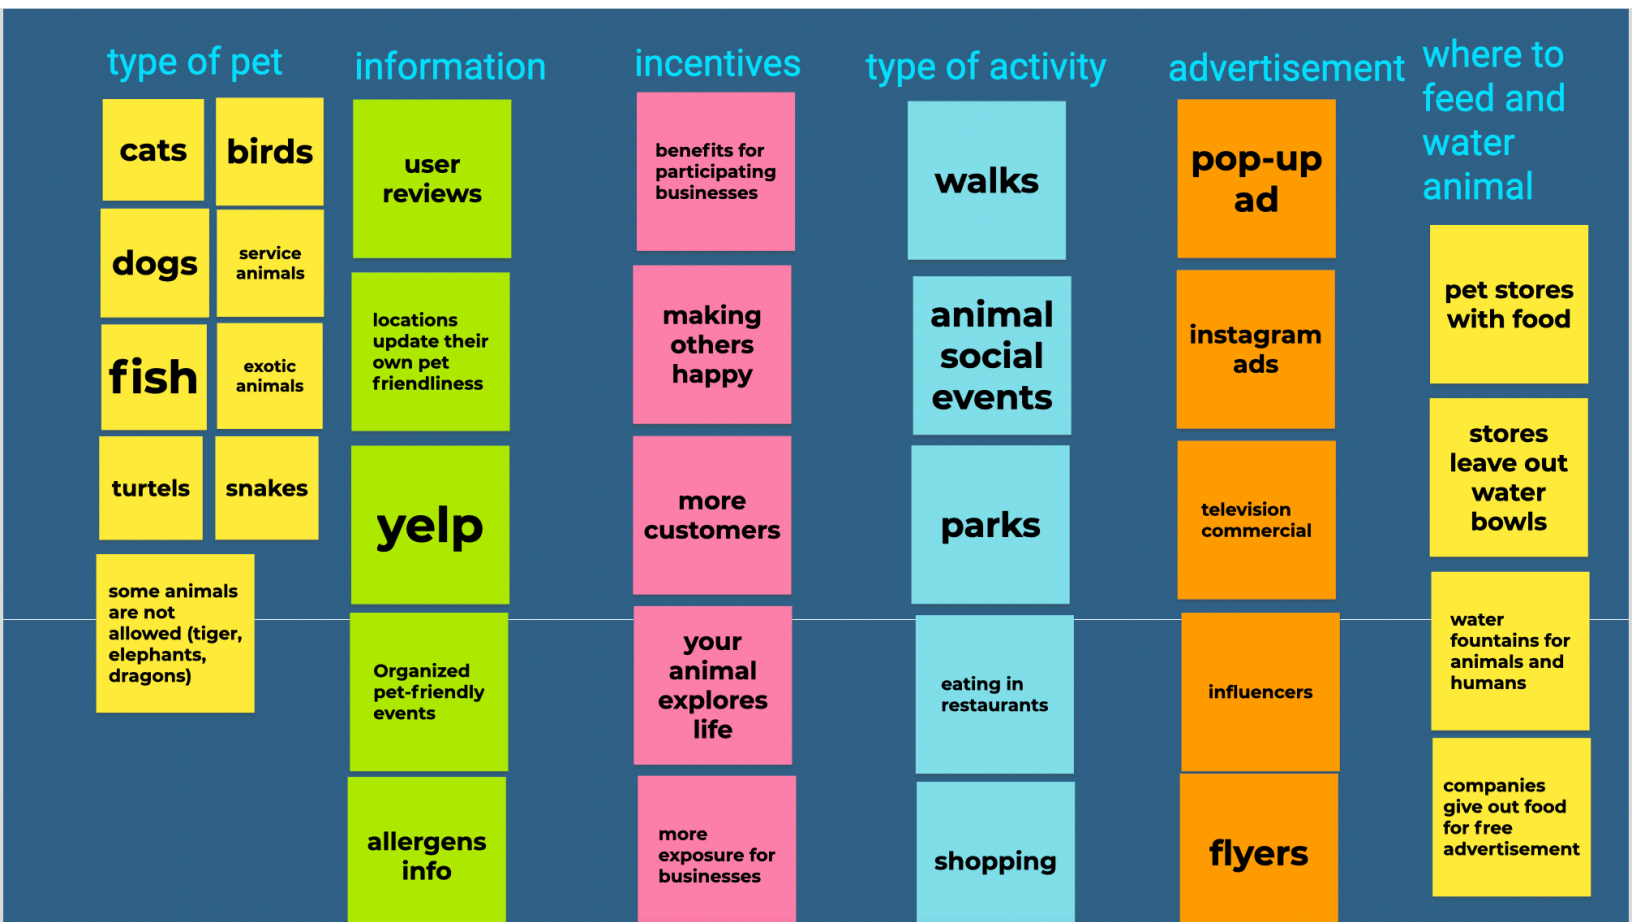 type of pet
cats
birds
dogs
service
animals
fish
exotic
animals
turtels
snakes
some animals
are not
allowed (tiger,
elephants,
dragons)
information
user
reviews
locations
update their
own pet
friendliness
yelp
Organized
pet-friendly
events
allergens
info
incentives
benefits for
participating
businesses
making
others
happy
more
customers
your
animal
explores
life
more
exposure for
businesses
type of activity
walks
animal
social
events
parks
eating in
restaurants
shopping
advertisement
pop-up
ad
instagram
ads
television
commercial
influencers
flyers
where to
feed and
water
animal
pet stores
with food
stores
leave out
water
bowls
water
fountains for
animals and
humans
companies
give out food
for free
advertisement